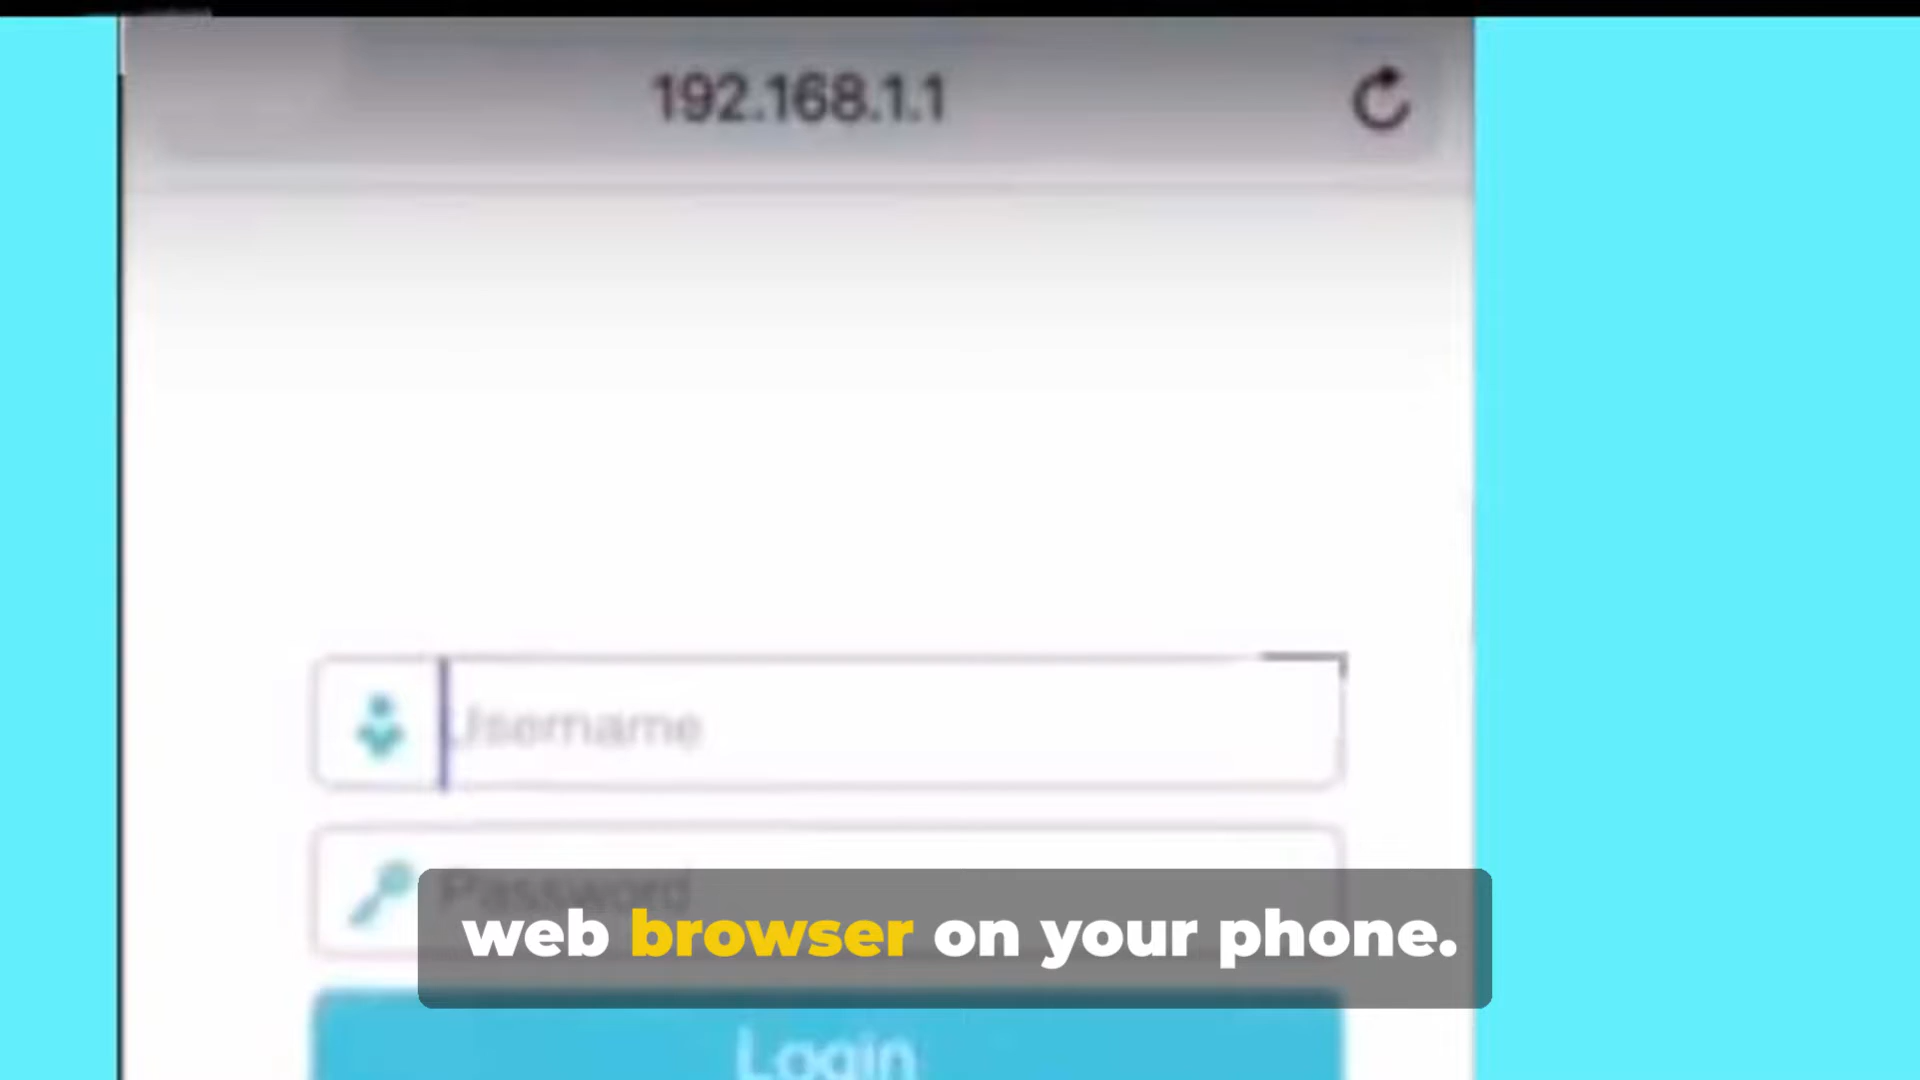 192.168.1.1
Username
Password
web browser on your phone.
Login